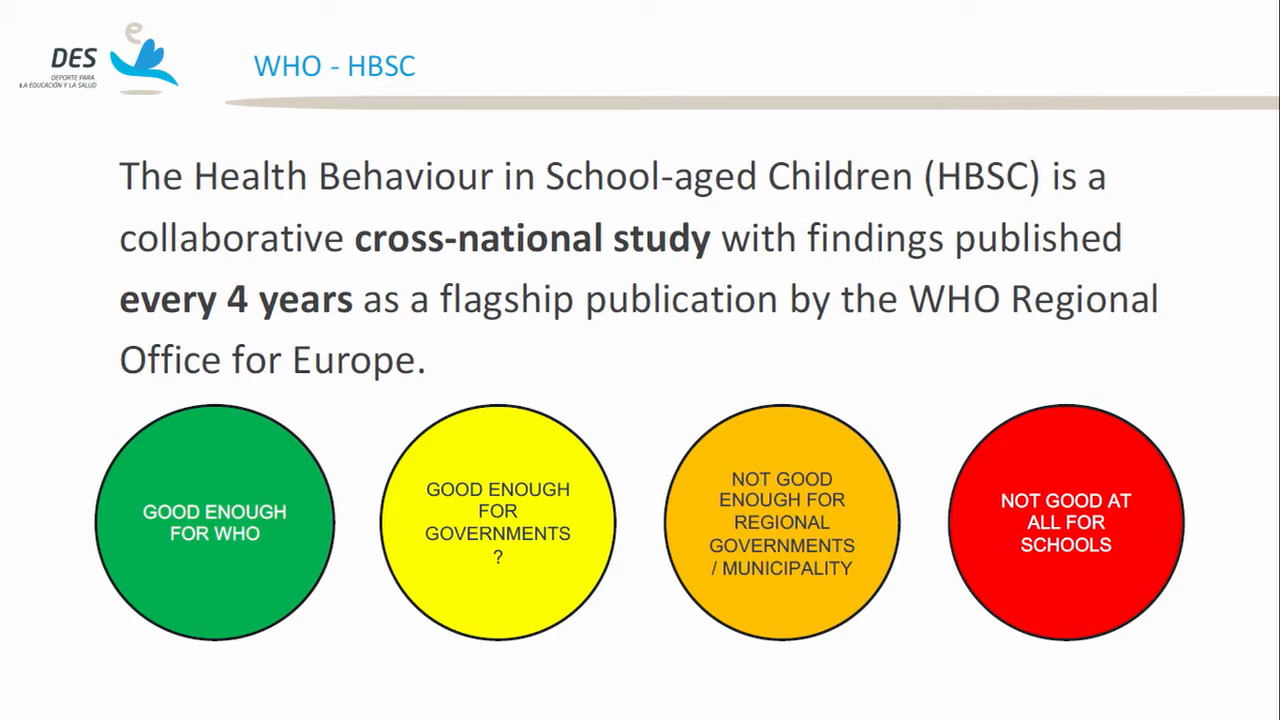 DES
DEPORTE PARA
LA EDUCACIÓN Y LA SALUD
WHO - HBSC
The Health Behaviour in School-aged Children (HBSC) is a
collaborative cross-national study with findings published
every 4 years as a flagship publication by the WHO Regional
Office for Europe.
GOOD ENOUGH
FOR WHO
GOOD ENOUGH
FOR
GOVERNMENTS
?
NOT GOOD
ENOUGH FOR
REGIONAL
GOVERNMENTS
/ MUNICIPALITY
NOT GOOD AT
ALL FOR
SCHOOLS